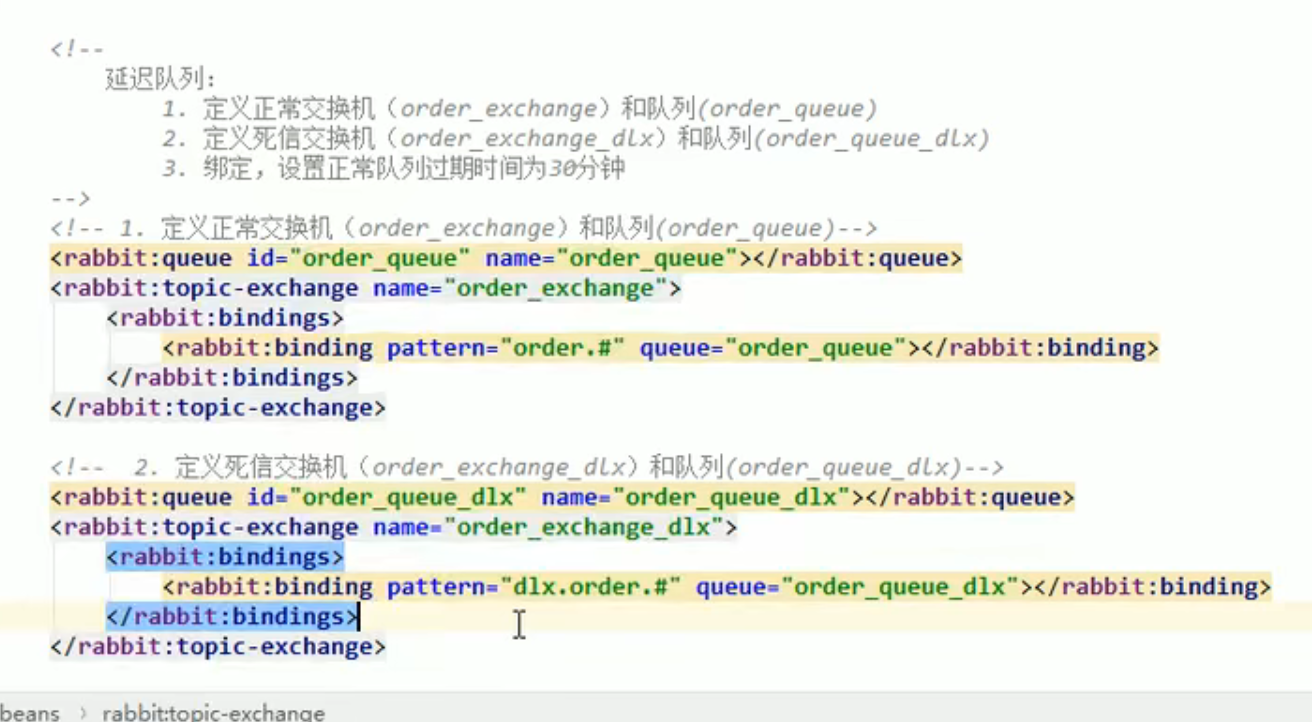 <!--
延迟队列：
1. 定义正常交换机（order_exchange）和队列(order_queue)
2. 定义死信交换机（order_exchange_dlx）和队列(order_queue_dlx)
3. 绑定，设置正常队列过期时间为30分钟
-->
<!-- 1. 定义正常交换机（order_exchange）和队列(order_queue)-->
<rabbit:queue id="order_queue" name="order_queue"></rabbit:queue>
<rabbit:topic-exchange name="order_exchange">
<rabbit:bindings>
<rabbit:binding pattern="order.#" queue="order_queue"></rabbit:binding>
</rabbit:bindings>
</rabbit:topic-exchange>
<!-- 2. 定义死信交换机（order_exchange_dlx）和队列(order_queue_dlx)-->
<rabbit:queue id="order_queue_dlx" name="order_queue_dlx"></rabbit:queue>
<rabbit:topic-exchange name="order_exchange_dlx">
<rabbit:bindings>
<rabbit:binding pattern="dlx.order.#" queue="order_queue_dlx"></rabbit:binding>
</rabbit:bindings>
</rabbit:topic-exchange>
beans › rabbit:topic-exchange